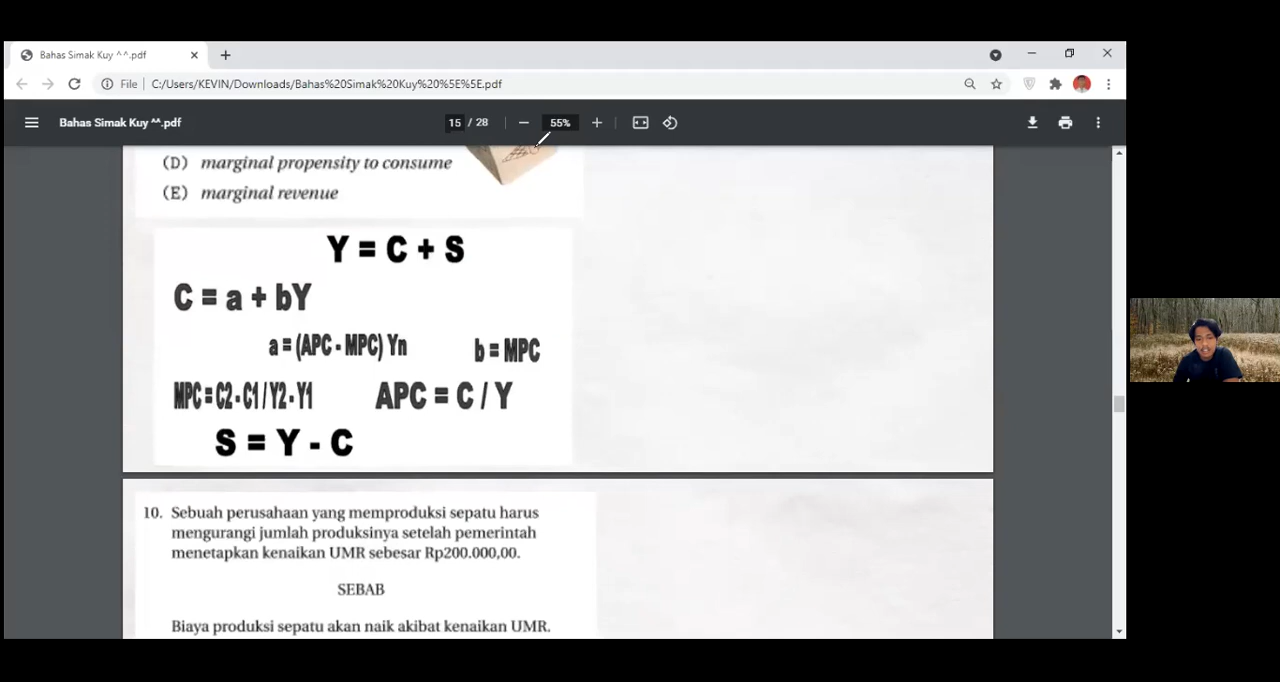 Bahas Simak Kuy ^^.pdf
File
C:/Users/KEVIN/Downloads/Bahas%20Simak%20Kuy%20%5E%5E.pdf
Bahas Simak Kuy ^^.pdf
15 / 28
55%
(D) marginal propensity to consume
(E) marginal revenue
Y = C + S
C = a + bY
a = (APC - MPC) Yn
b = MPC
MPC = C2 - C1 / Y2 - Y1
APC = C / Y
S = Y - C
10. Sebuah perusahaan yang memproduksi sepatu harus
mengurangi jumlah produksinya setelah pemerintah
menetapkan kenaikan UMR sebesar Rp200.000,00.
SEBAB
Biaya produksi sepatu akan naik akibat kenaikan UMR.